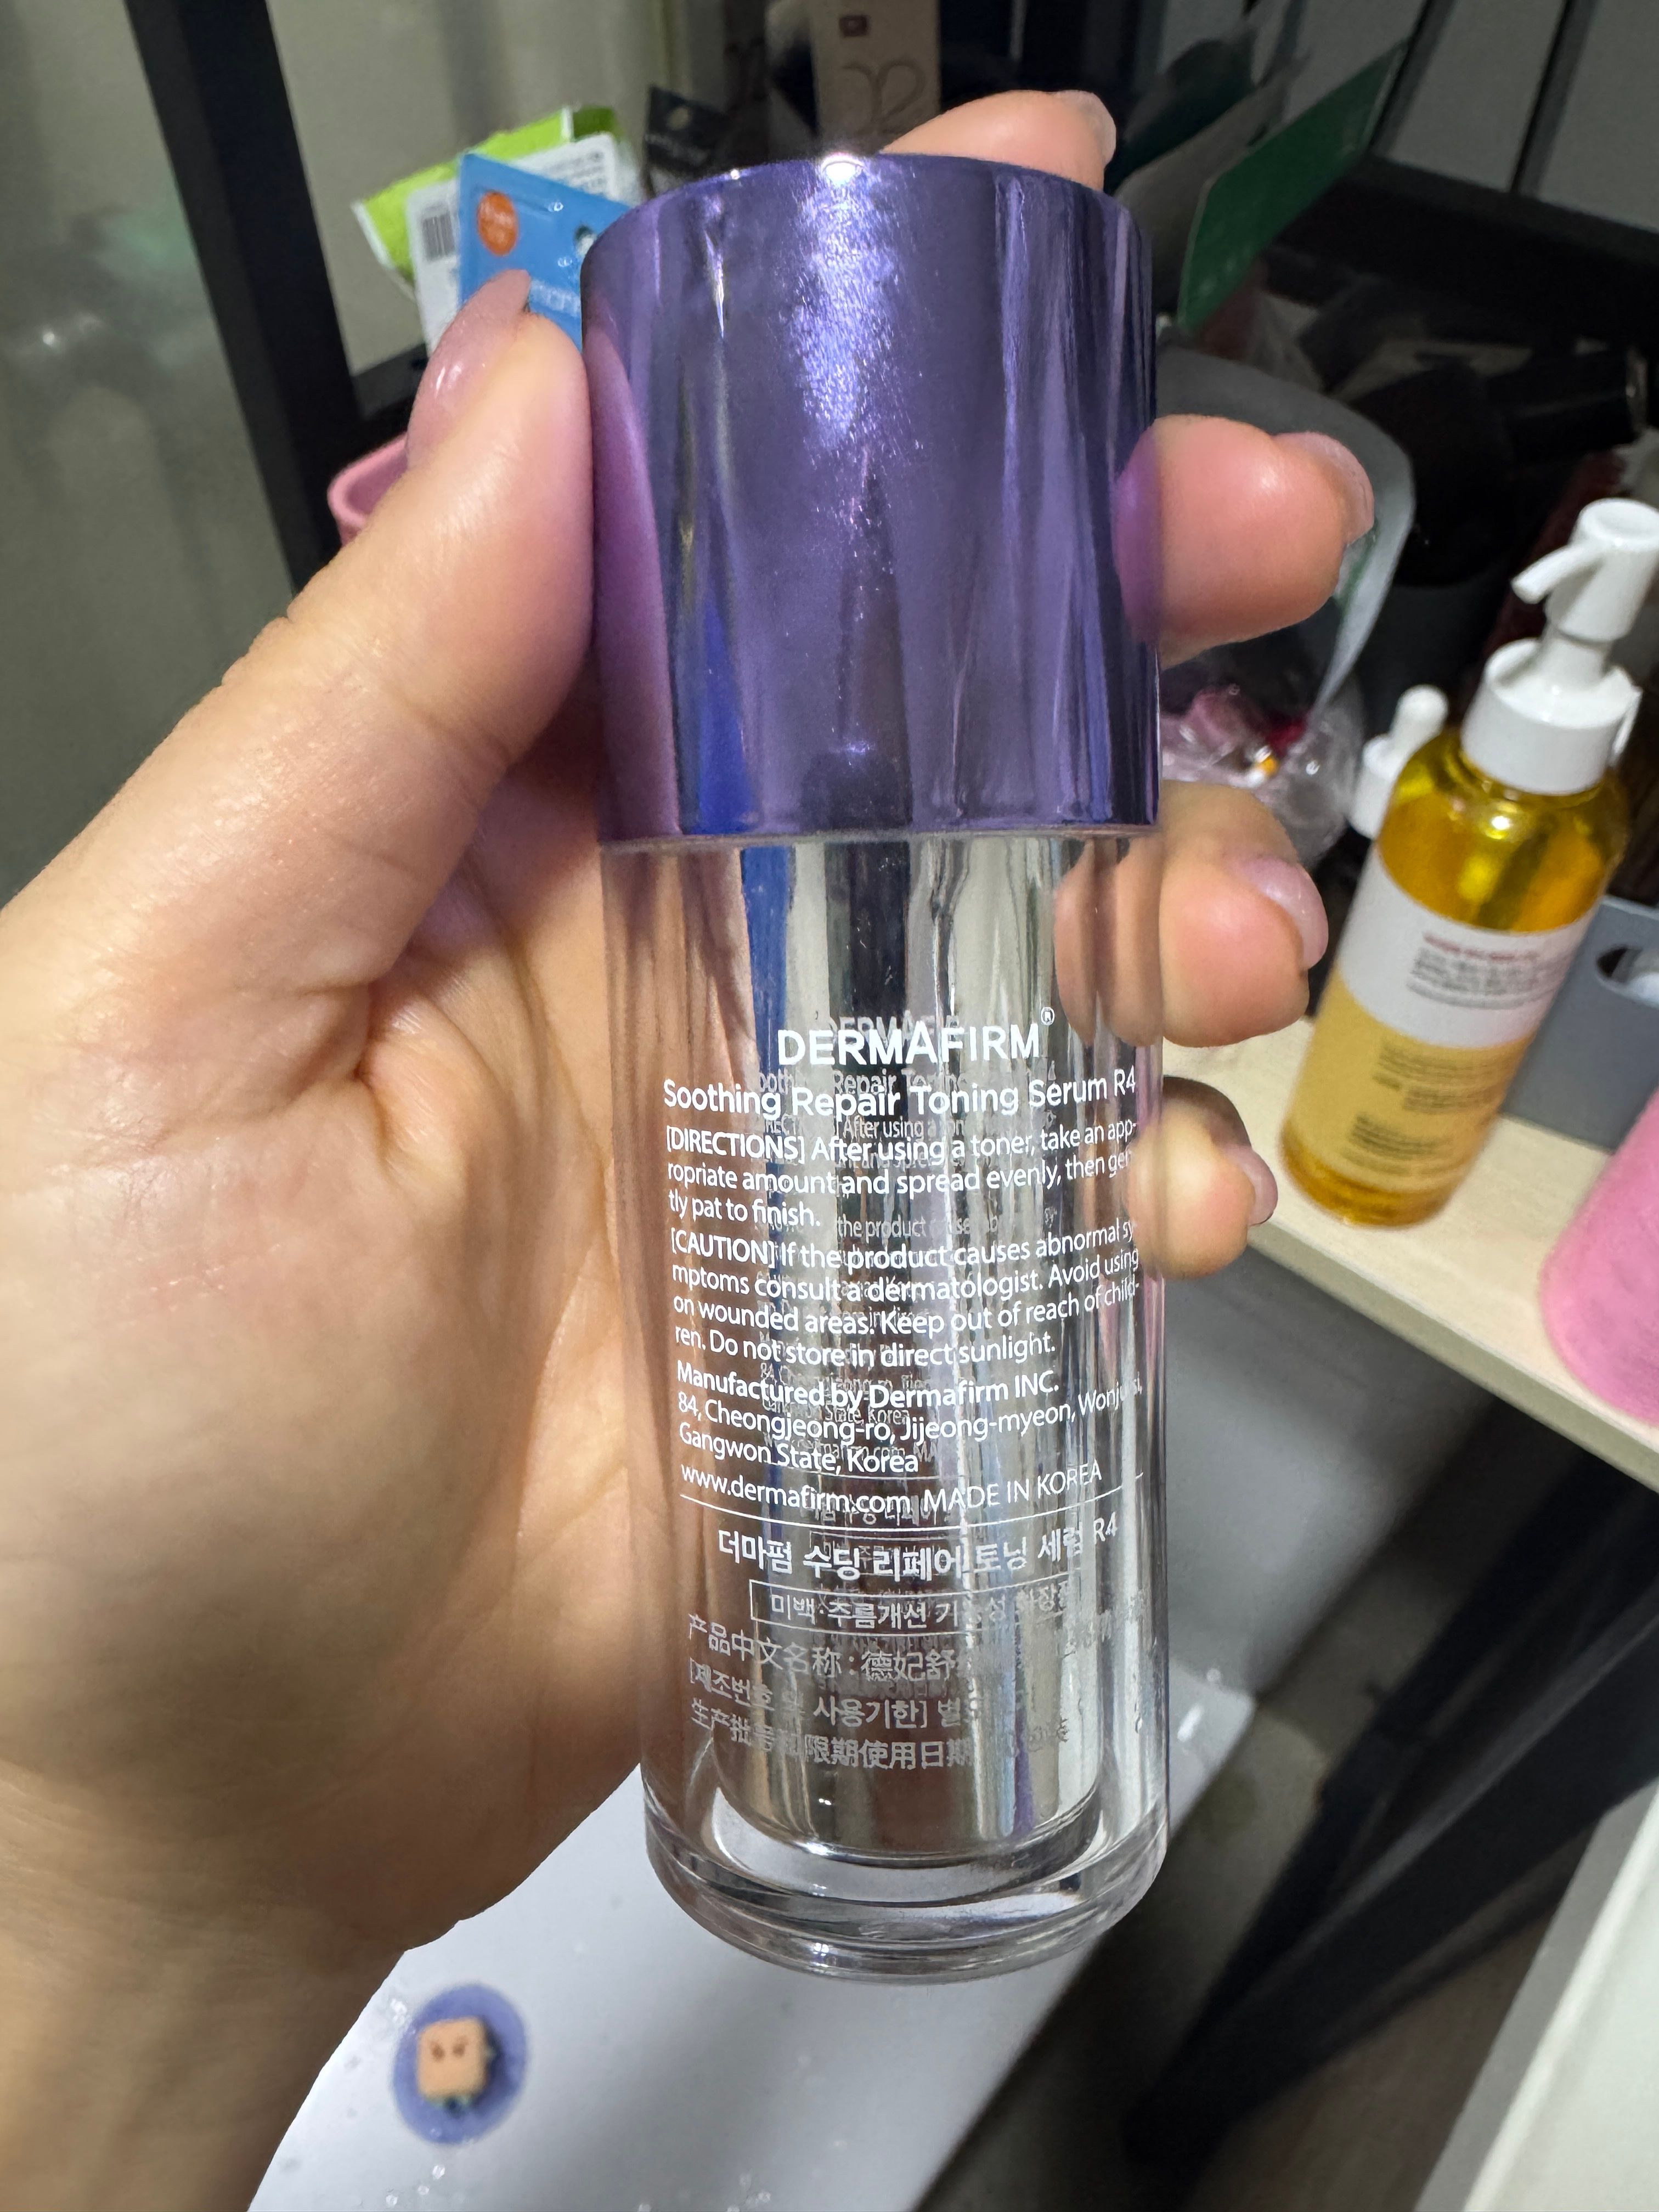 DERMAFIRM®
Soothing Repair Toning Serum R4
[DIRECTIONS] After using a toner, take an app-
ropriate amount and spread evenly, then gen-
tly pat to finish.
[CAUTION] If the product causes abnormal sy-
mptoms consult a dermatologist. Avoid using
on wounded areas. Keep out of reach of child-
ren. Do not store in direct sunlight.
Manufactured by Dermafirm INC.
84, Cheongjeong-ro, Jijeong-myeon, Wonju-si,
Gangwon State, Korea
www.dermafirm.com MADE IN KOREA
더마펌 수딩 리페어 토닝 세럼 R4
미백·주름개선 기능성 화장품
产品中文名称 : 德妃舒
[제조번호 및 사용기한]
生产批号和限期使用日期